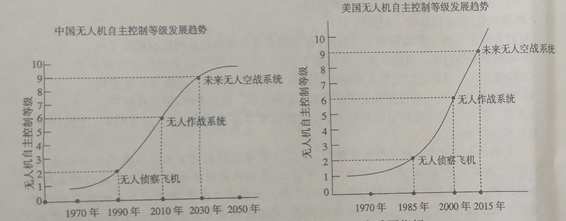 中国无人机自主控制等级发展趋势
无人机自主控制等级
10
9
8
7
6
5
4
3
2
1
0
未来无人空战系统
无人作战系统
无人侦察飞机
1970年 1990年 2010年 2030年 2050年
美国无人机自主控制等级发展趋势
无人机自主控制等级
10
9
8
7
6
5
4
3
2
1
0
未来无人空战系统
无人作战系统
无人侦察飞机
1970年 1985年 2000年 2015年